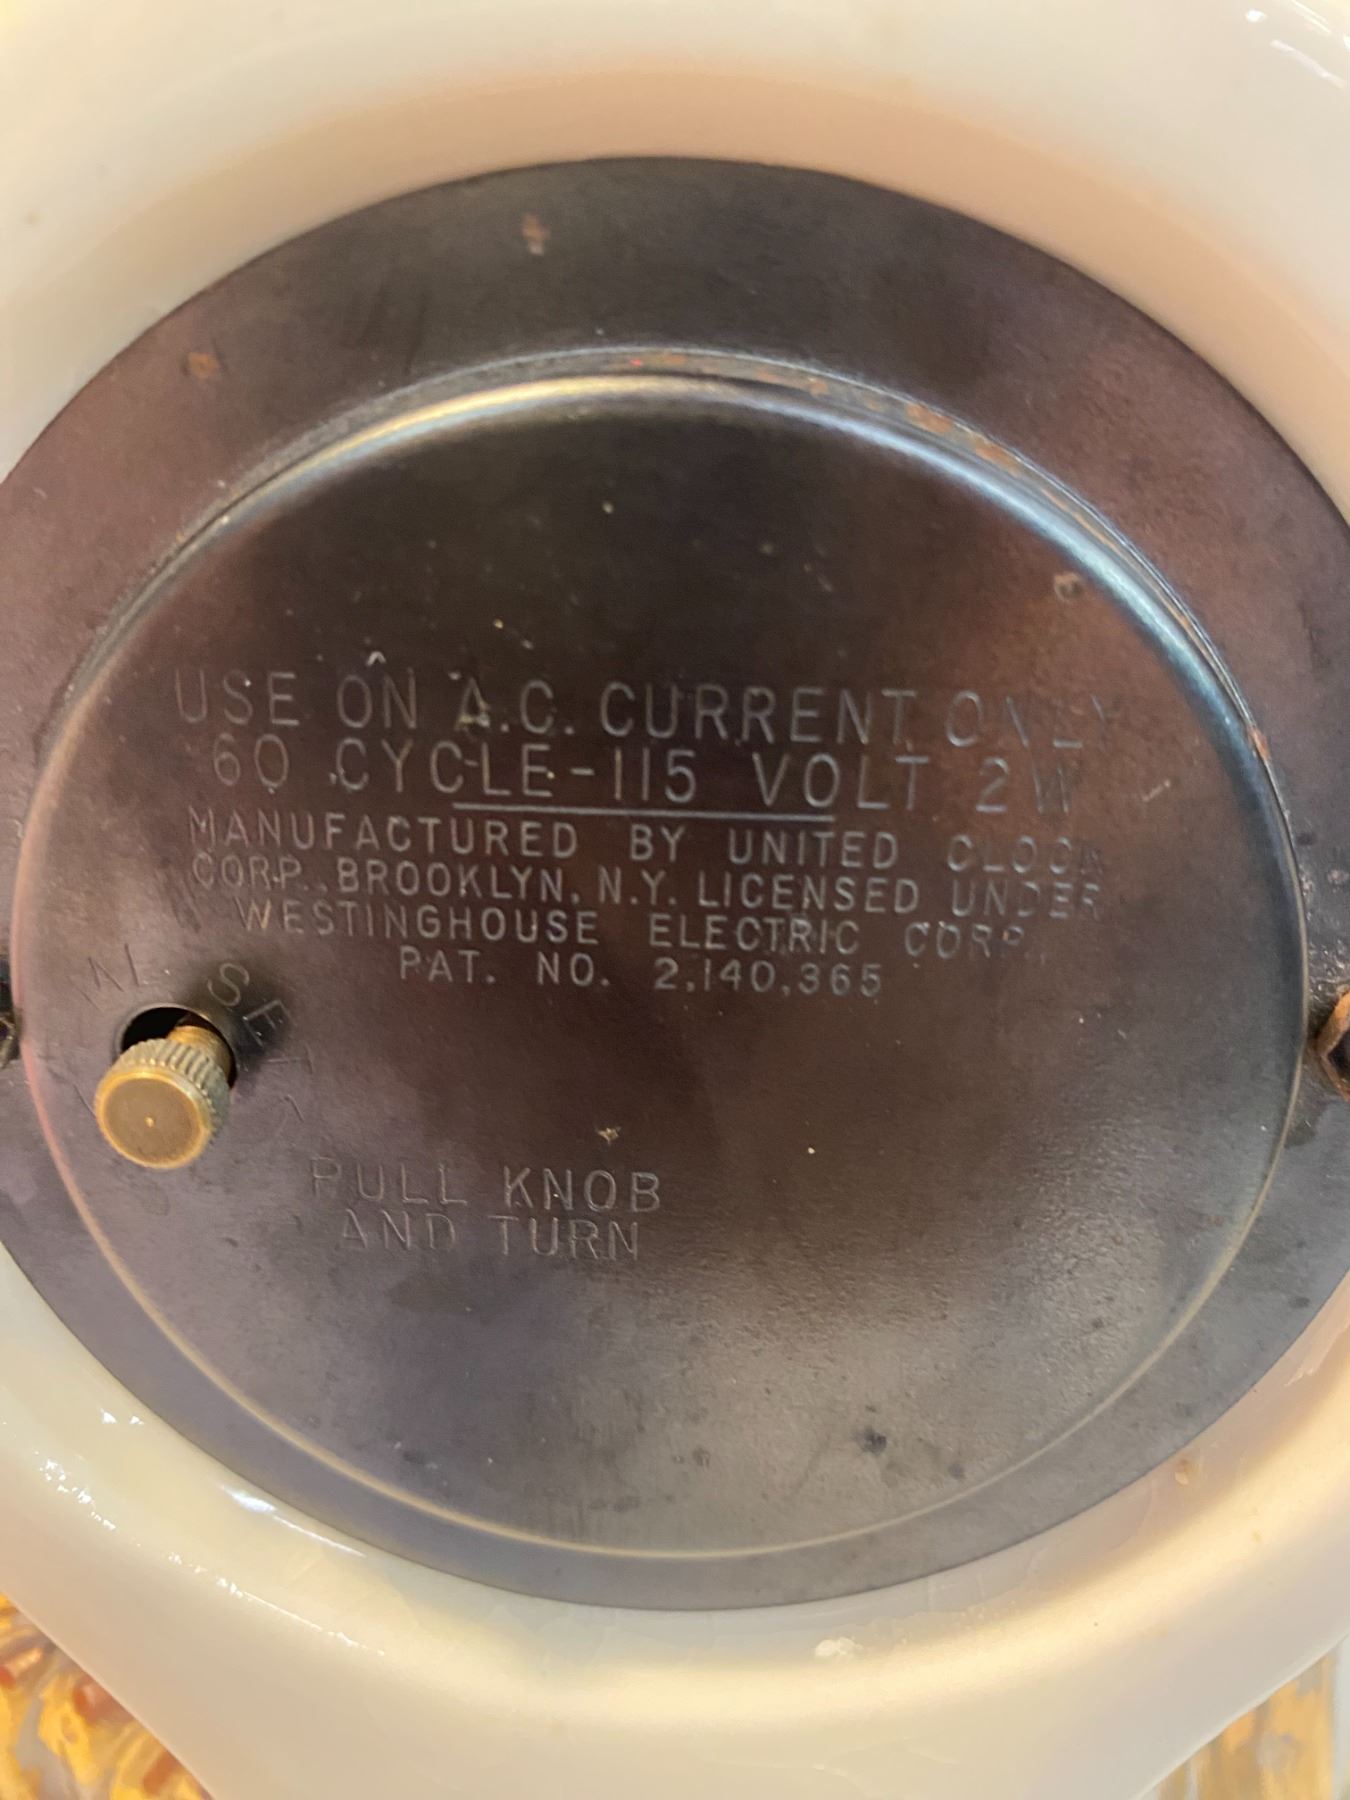 USE ON A.C. CURRENT ONLY
60 CYCLE-115 VOLT 2W
MANUFACTURED BY UNITED CLOCK
CORP. BROOKLYN, N.Y. LICENSED UNDER
WESTINGHOUSE ELECTRIC CORP.
PAT. NO. 2,140,365
SET
PULL KNOB
AND TURN